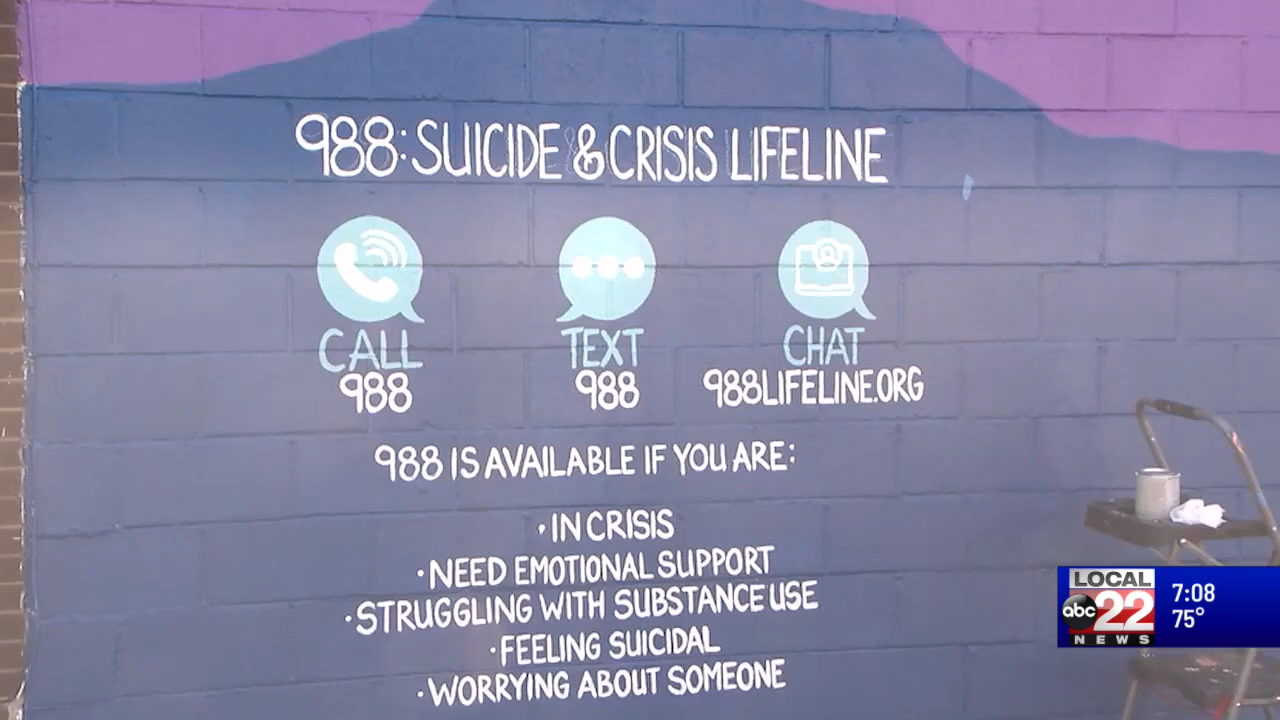 988: SUICIDE & CRISIS LIFELINE
CALL
988
TEXT
988
CHAT
988LIFELINE.ORG
988 IS AVAILABLE IF YOU ARE:
· IN CRISIS
· NEED EMOTIONAL SUPPORT
· STRUGGLING WITH SUBSTANCE USE
· FEELING SUICIDAL
· WORRYING ABOUT SOMEONE
LOCAL
abc 22
NEWS
7:08
75°